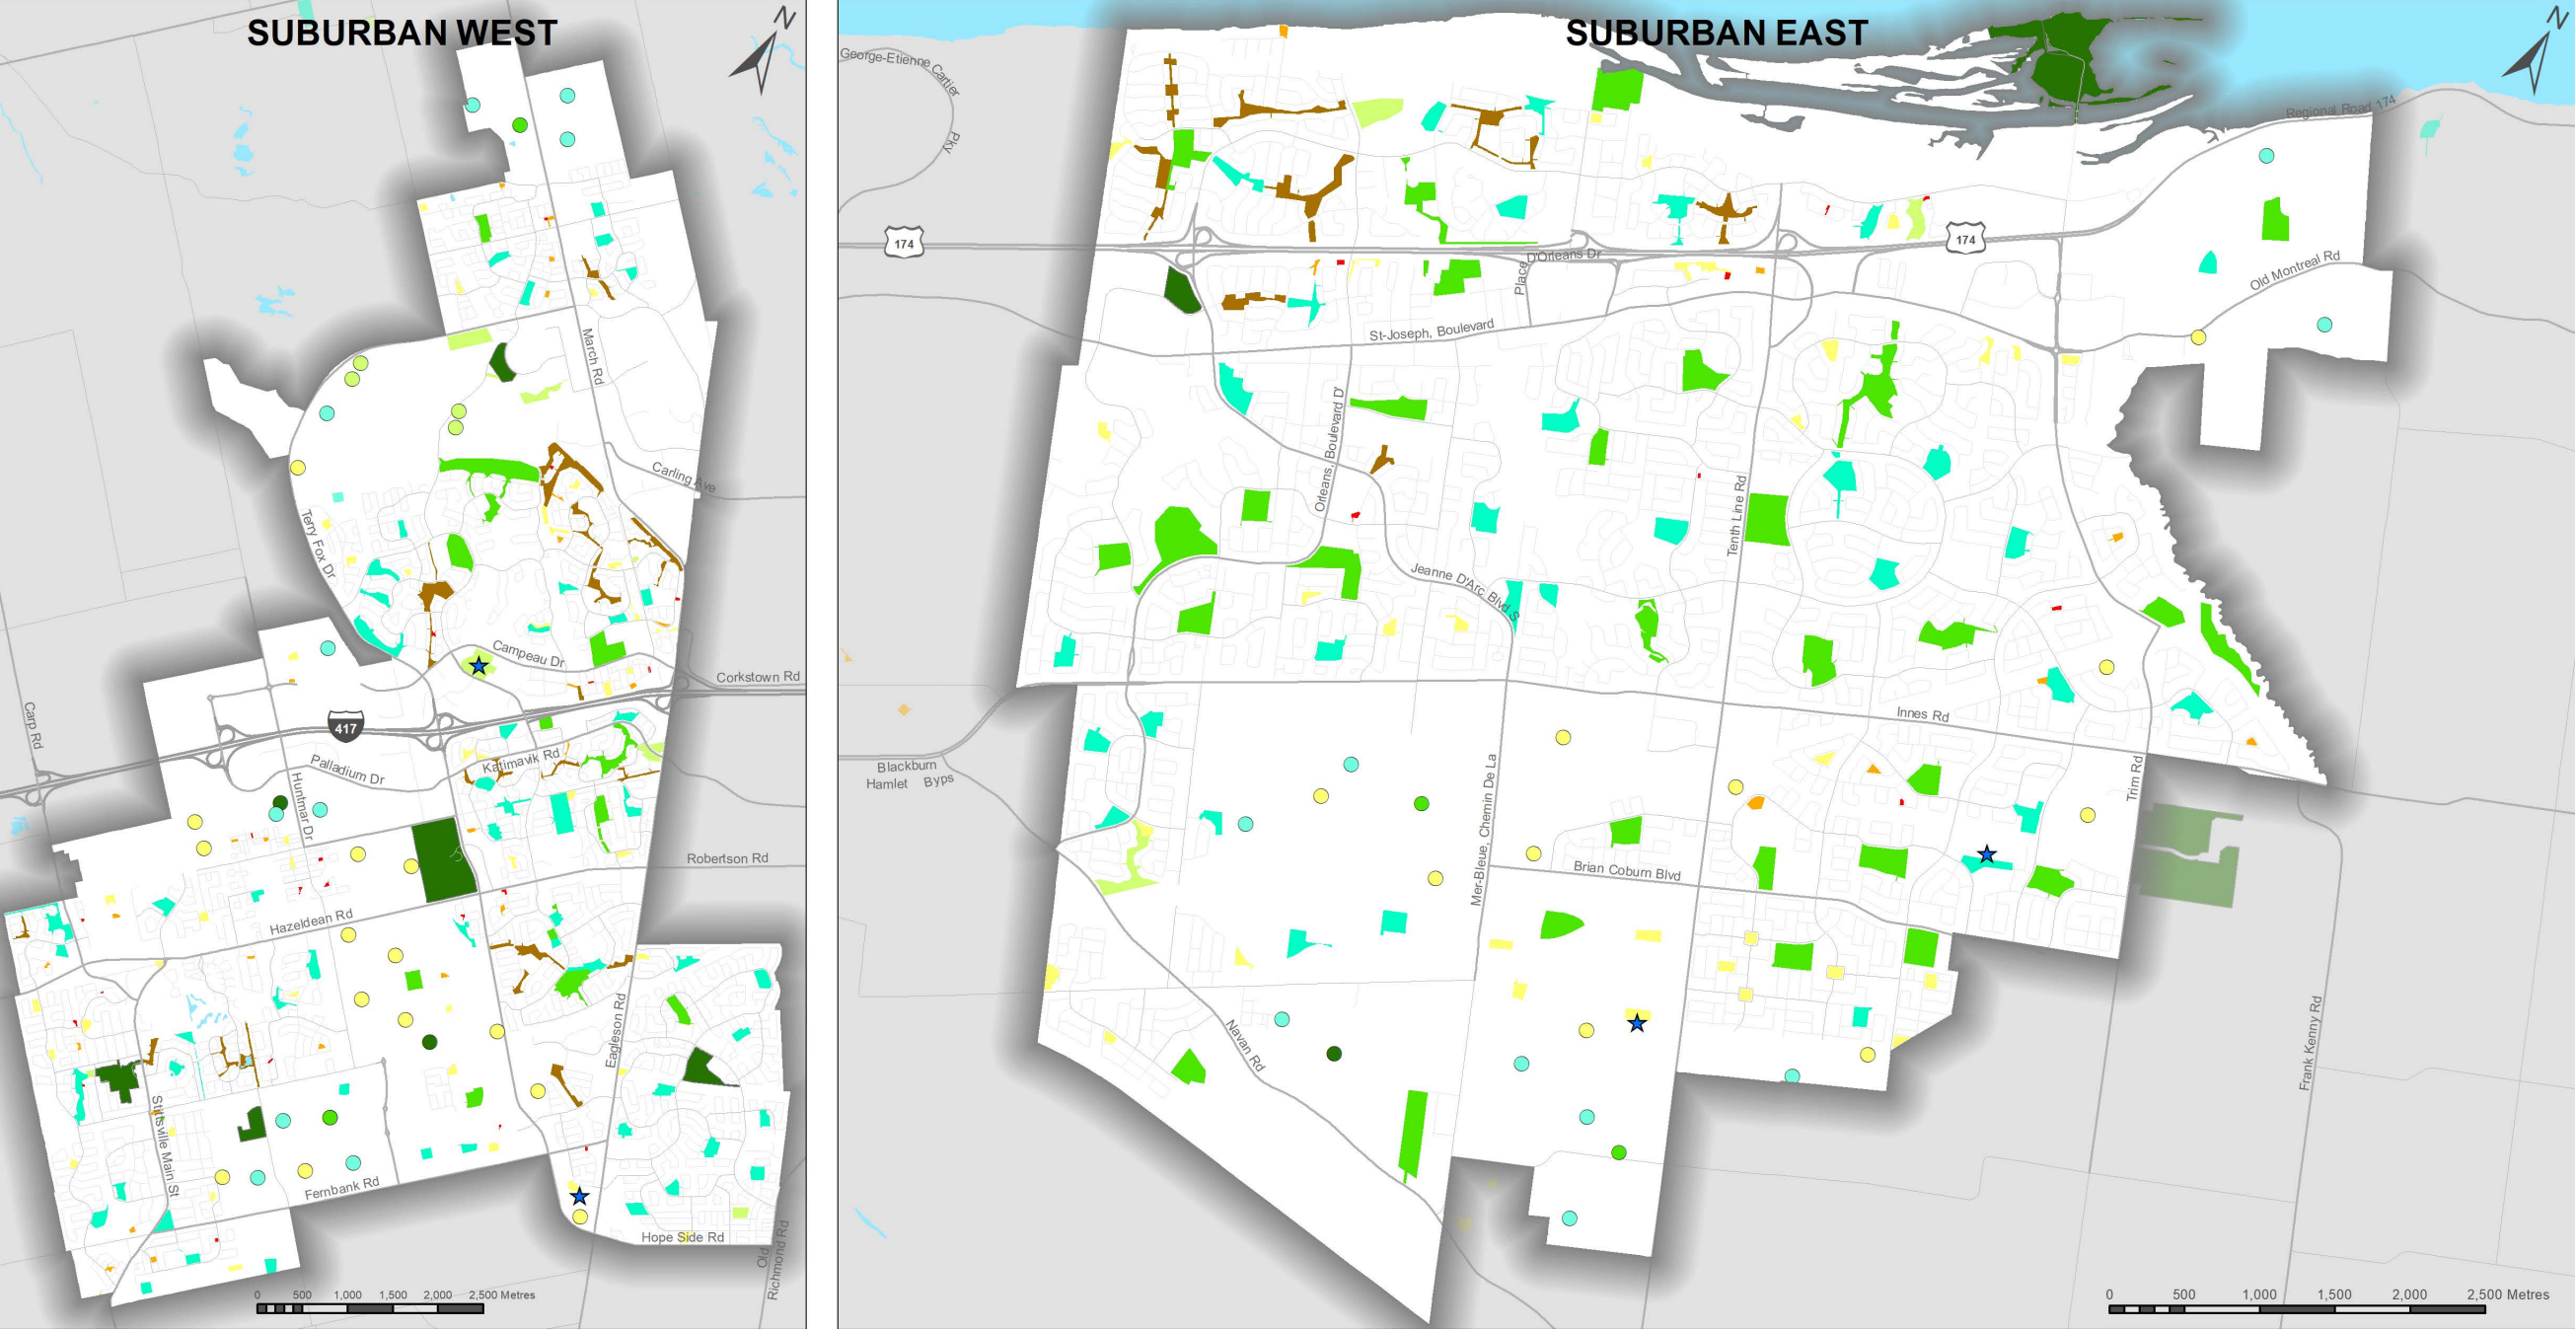 SUBURBAN WEST
N
March Rd
Carling Ave
Terry Fox Dr
Campeau Dr
Corkstown Rd
Carp Rd
417
Katimavik Rd
Palladium Dr
Huntmar Dr
Robertson Rd
Hazeldean Rd
Eagleson Rd
Stittsville Main St
Fernbank Rd
Hope Side Rd
Old
Richmond Rd
0 500 1,000 1,500 2,000 2,500 Metres
SUBURBAN EAST
N
George-Etienne Cartier
Pky
Regional Road 174
174
174
Place
D'Orleans Dr
Old Montreal Rd
St-Joseph, Boulevard
Orleans, Boulevard D'
Tenth Line Rd
Jeanne D'Arc Blvd S
Innes Rd
Blackburn
Hamlet Byps
Trim Rd
Mer-Bleue, Chemin De La
Brian Coburn Blvd
Navan Rd
Frank Kenny Rd
0 500 1,000 1,500 2,000 2,500 Metres